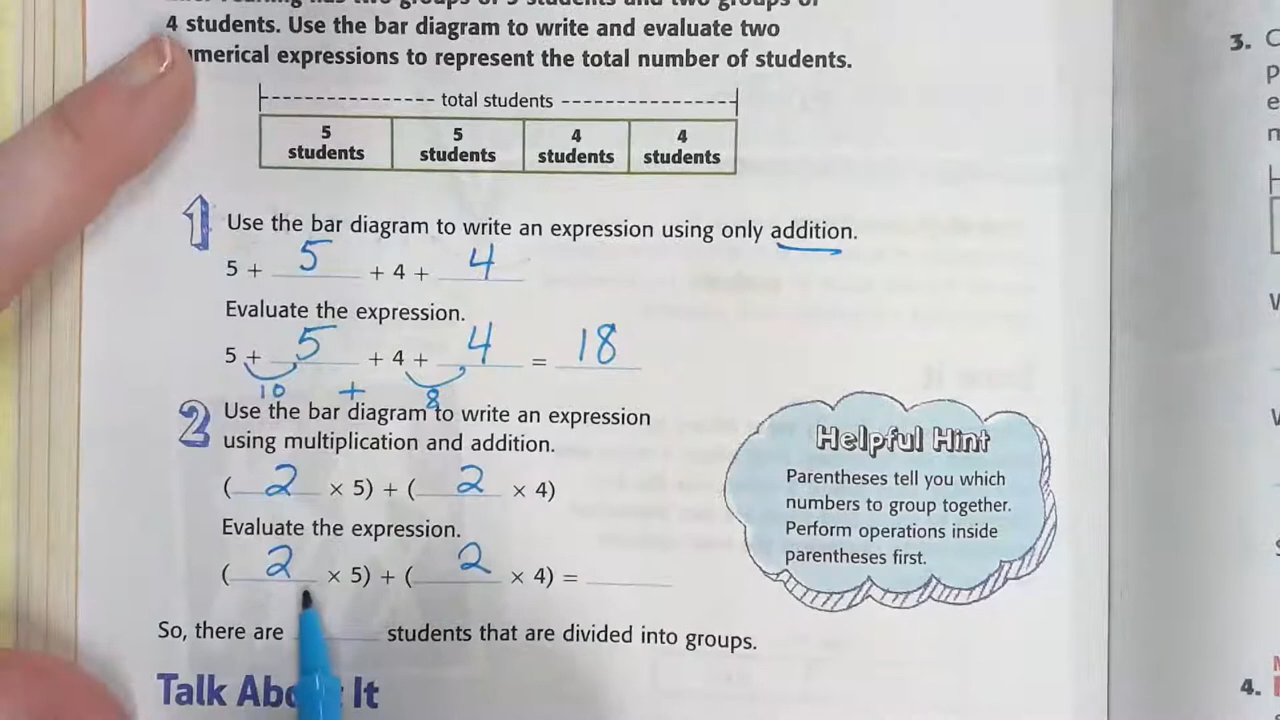 4 students. Use the bar diagram to write and evaluate two
merical expressions to represent the total number of students.
total students
5 students 5 students 4 students 4 students
1 Use the bar diagram to write an expression using only addition.
5 + 5 + 4 + 4
Evaluate the expression.
5 + 5 + 4 + 4 = 18
10 + 8
2 Use the bar diagram to write an expression
using multiplication and addition.
( 2 × 5) + ( 2 × 4)
Evaluate the expression.
( 2 × 5) + ( 2 × 4) = ____
So, there are ____ students that are divided into groups.
Talk Abo It
Helpful Hint
Parentheses tell you which
numbers to group together.
Perform operations inside
parentheses first.
3.
4.